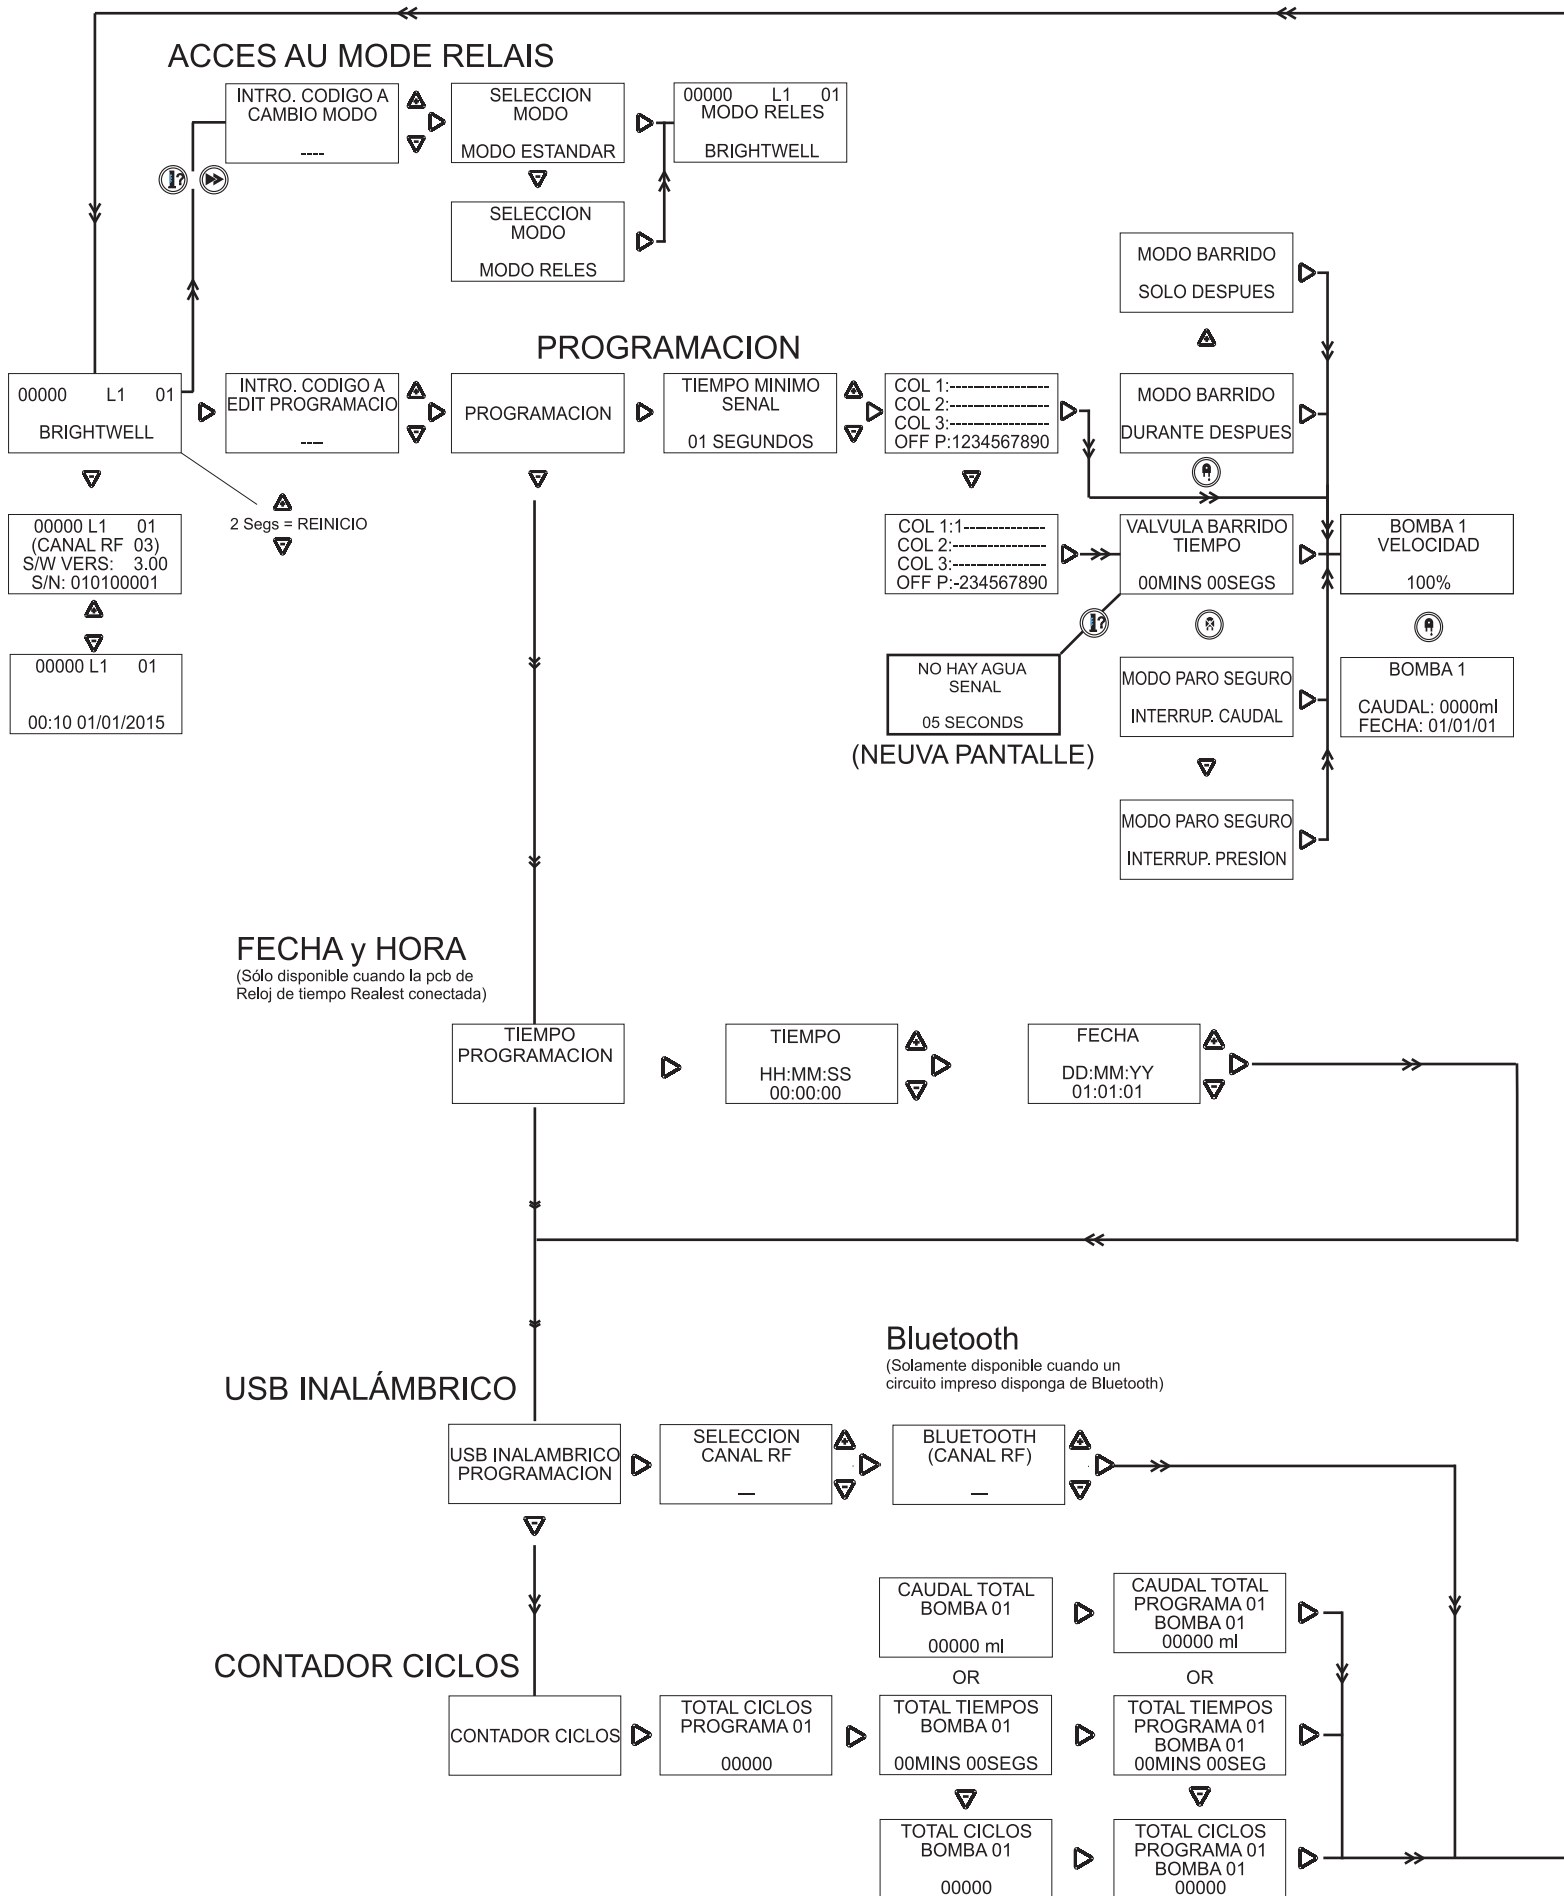 ACCES AU MODE RELAIS
INTRO. CODIGO A
CAMBIO MODO
----
SELECCION
MODO
MODO ESTANDAR
00000 L1 01
MODO RELES
BRIGHTWELL
SELECCION
MODO
MODO RELES
MODO BARRIDO
SOLO DESPUES
PROGRAMACION
00000 L1 01
BRIGHTWELL
INTRO. CODIGO A
EDIT PROGRAMACIO
----
PROGRAMACION
TIEMPO MINIMO
SENAL
01 SEGUNDOS
COL 1:-----------------
COL 2:-----------------
COL 3:-----------------
OFF P:1234567890
MODO BARRIDO
DURANTE DESPUES
2 Segs = REINICIO
00000 L1 01
(CANAL RF 03)
S/W VERS: 3.00
S/N: 010100001
COL 1:1----------------
COL 2:-----------------
COL 3:-----------------
OFF P:-234567890
VALVULA BARRIDO
TIEMPO
00MINS 00SEGS
BOMBA 1
VELOCIDAD
100%
00000 L1 01
00:10 01/01/2015
NO HAY AGUA
SENAL
05 SECONDS
(NEUVA PANTALLE)
MODO PARO SEGURO
INTERRUP. CAUDAL
BOMBA 1
CAUDAL: 0000ml
FECHA: 01/01/01
MODO PARO SEGURO
INTERRUP. PRESION
FECHA y HORA
(Sólo disponible cuando la pcb de
Reloj de tiempo Realest conectada)
TIEMPO
PROGRAMACION
TIEMPO
HH:MM:SS
00:00:00
FECHA
DD:MM:YY
01:01:01
Bluetooth
(Solamente disponible cuando un
circuito impreso disponga de Bluetooth)
USB INALÁMBRICO
USB INALAMBRICO
PROGRAMACION
SELECCION
CANAL RF
__
BLUETOOTH
(CANAL RF)
__
CONTADOR CICLOS
CAUDAL TOTAL
BOMBA 01
00000 ml
CAUDAL TOTAL
PROGRAMA 01
BOMBA 01
00000 ml
OR
OR
CONTADOR CICLOS
TOTAL CICLOS
PROGRAMA 01
00000
TOTAL TIEMPOS
BOMBA 01
00MINS 00SEGS
TOTAL TIEMPOS
PROGRAMA 01
BOMBA 01
00MINS 00SEG
TOTAL CICLOS
BOMBA 01
00000
TOTAL CICLOS
PROGRAMA 01
BOMBA 01
00000